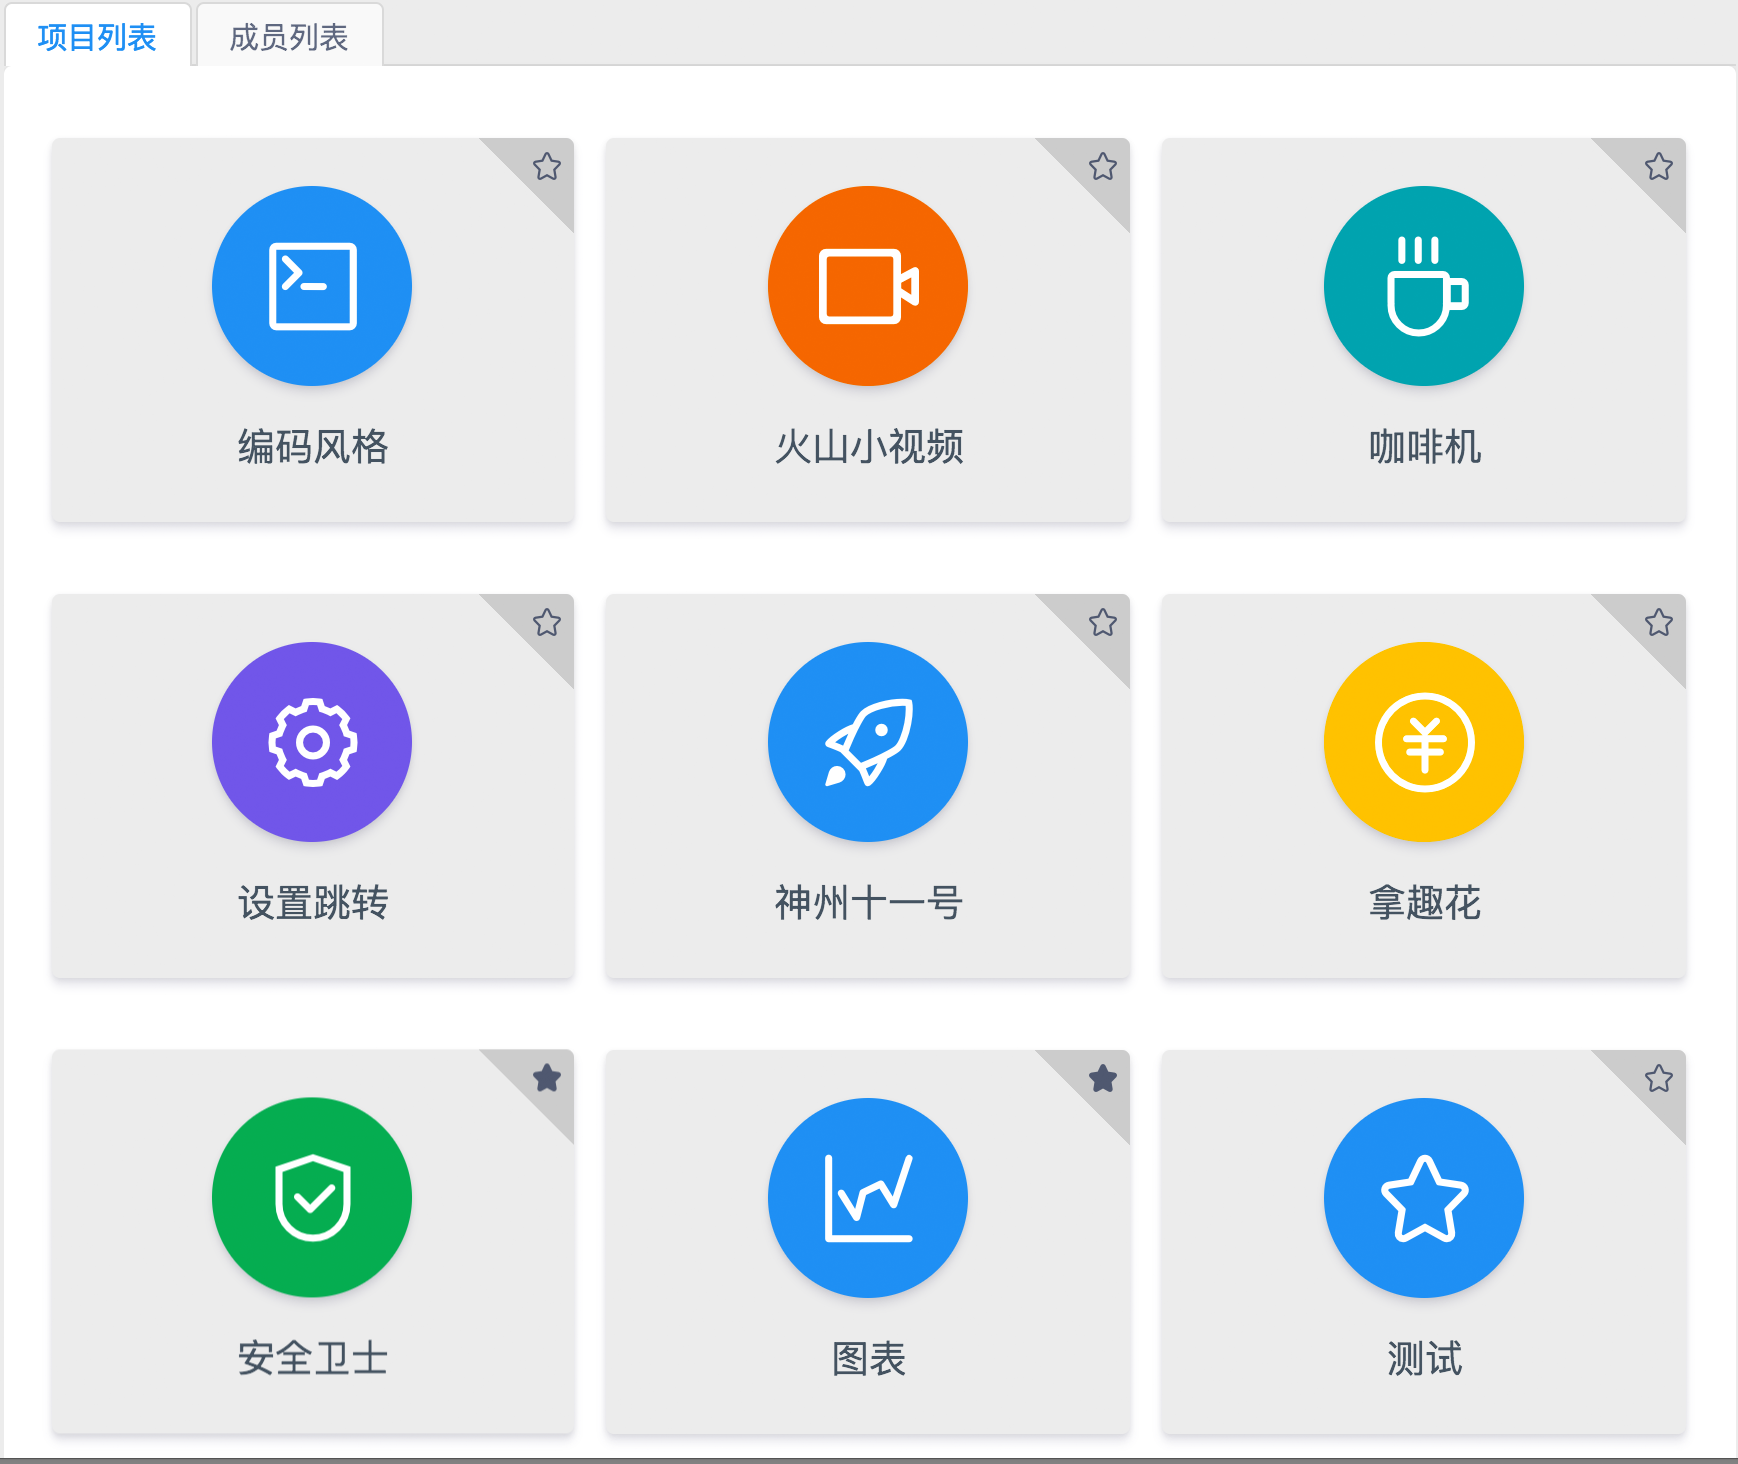 项目列表 成员列表
编码风格 火山小视频 咖啡机
设置跳转 神州十一号 拿趣花
安全卫士 图表 测试